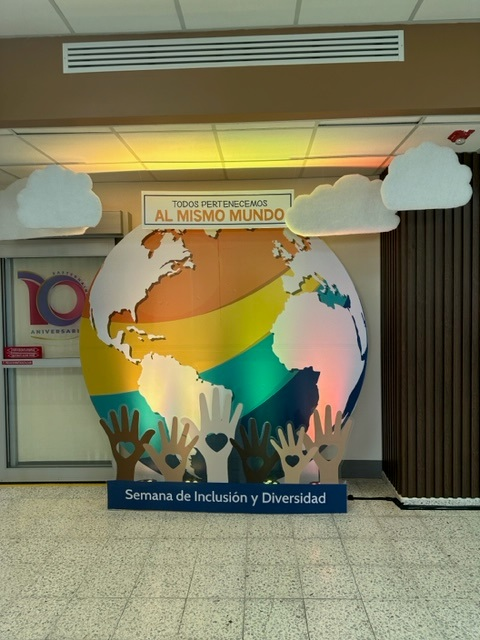 TODOS PERTENECEMOS
AL MISMO MUNDO
10
ANIVERSARIO
Semana de Inclusión y Diversidad